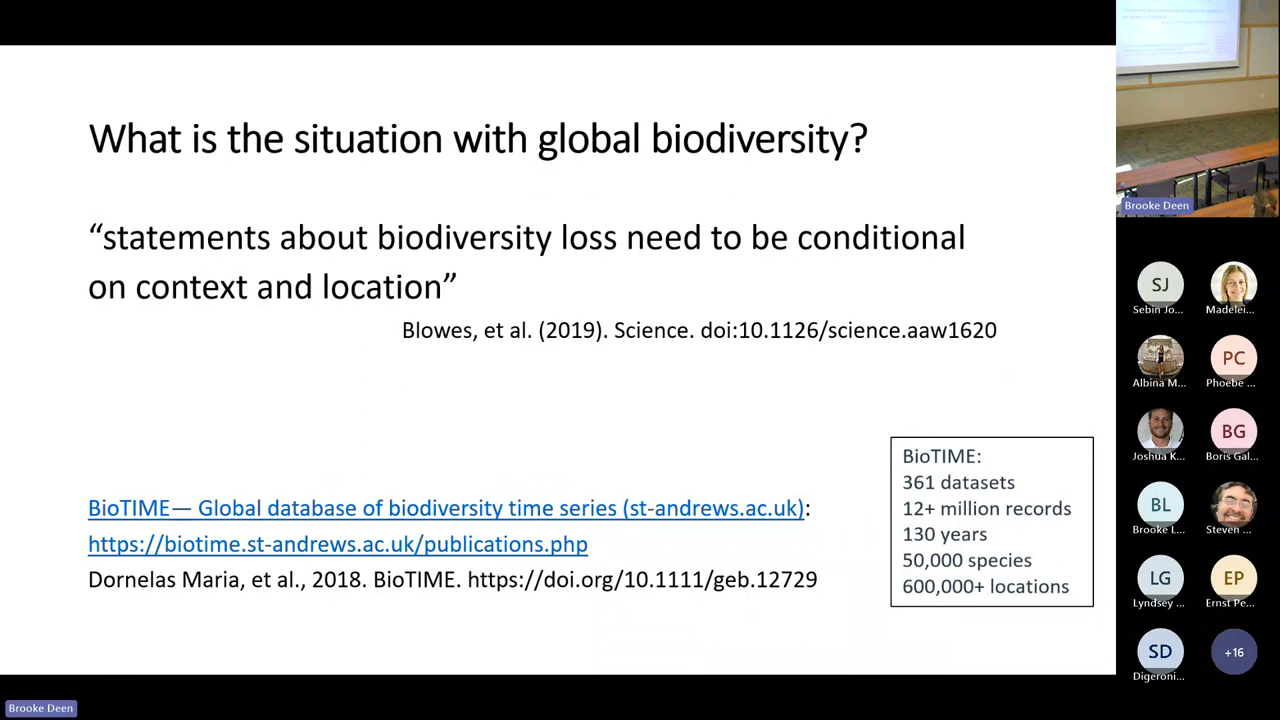 What is the situation with global biodiversity?
“statements about biodiversity loss need to be conditional
on context and location”
Blowes, et al. (2019). Science. doi:10.1126/science.aaw1620
BioTIME:
361 datasets
12+ million records
130 years
50,000 species
600,000+ locations
BioTIME— Global database of biodiversity time series (st-andrews.ac.uk):
https://biotime.st-andrews.ac.uk/publications.php
Dornelas Maria, et al., 2018. BioTIME. https://doi.org/10.1111/geb.12729
Brooke Deen
SJ
Sebin Jo...
Madelei...
Albina M...
PC
Phoebe ...
Joshua K...
BG
Boris Gal...
BL
Brooke L...
Steven ...
LG
Lyndsey ...
EP
Ernst Pe...
SD
Digeroni...
+16
Brooke Deen